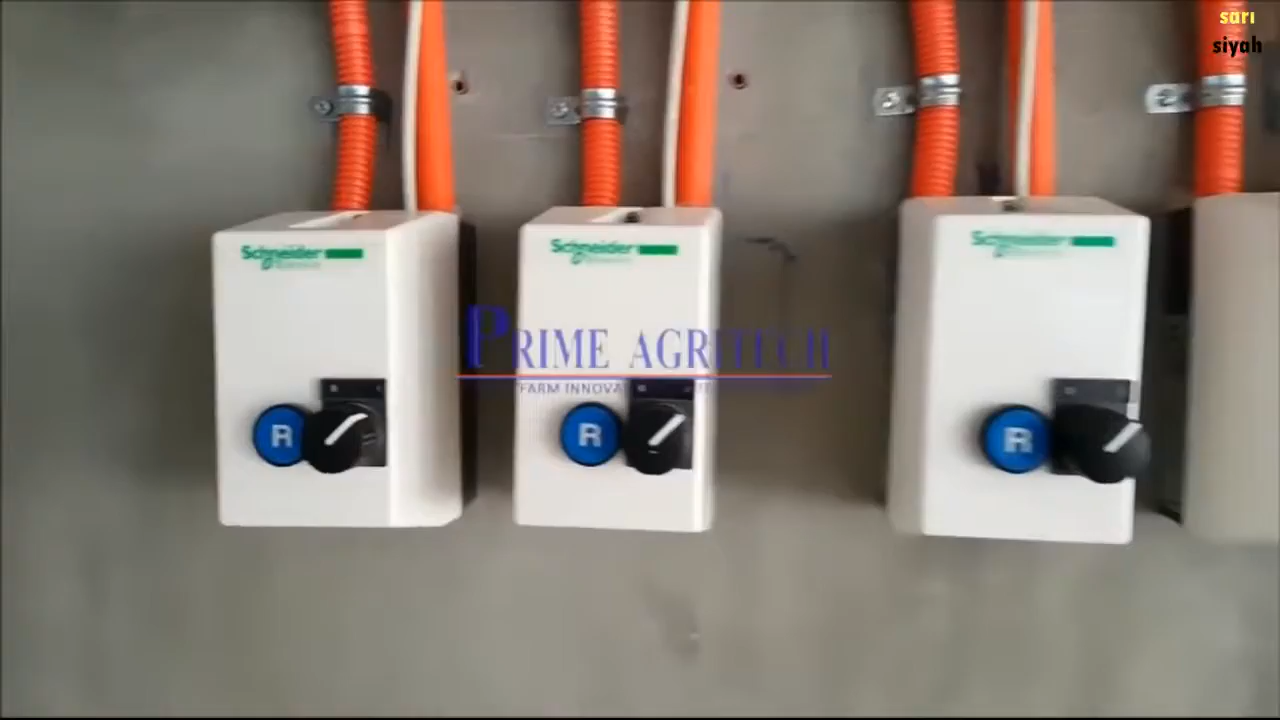 sarı
siyah
Schneider
Schneider
Schneider
PRIME AGRITECH
FARM INNOVA
R
R
R